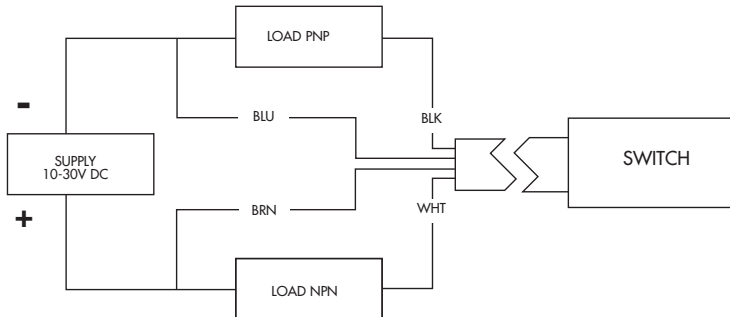 LOAD PNP
-
BLU
BLK
SUPPLY
10-30V DC
SWITCH
+
BRN
WHT
LOAD NPN